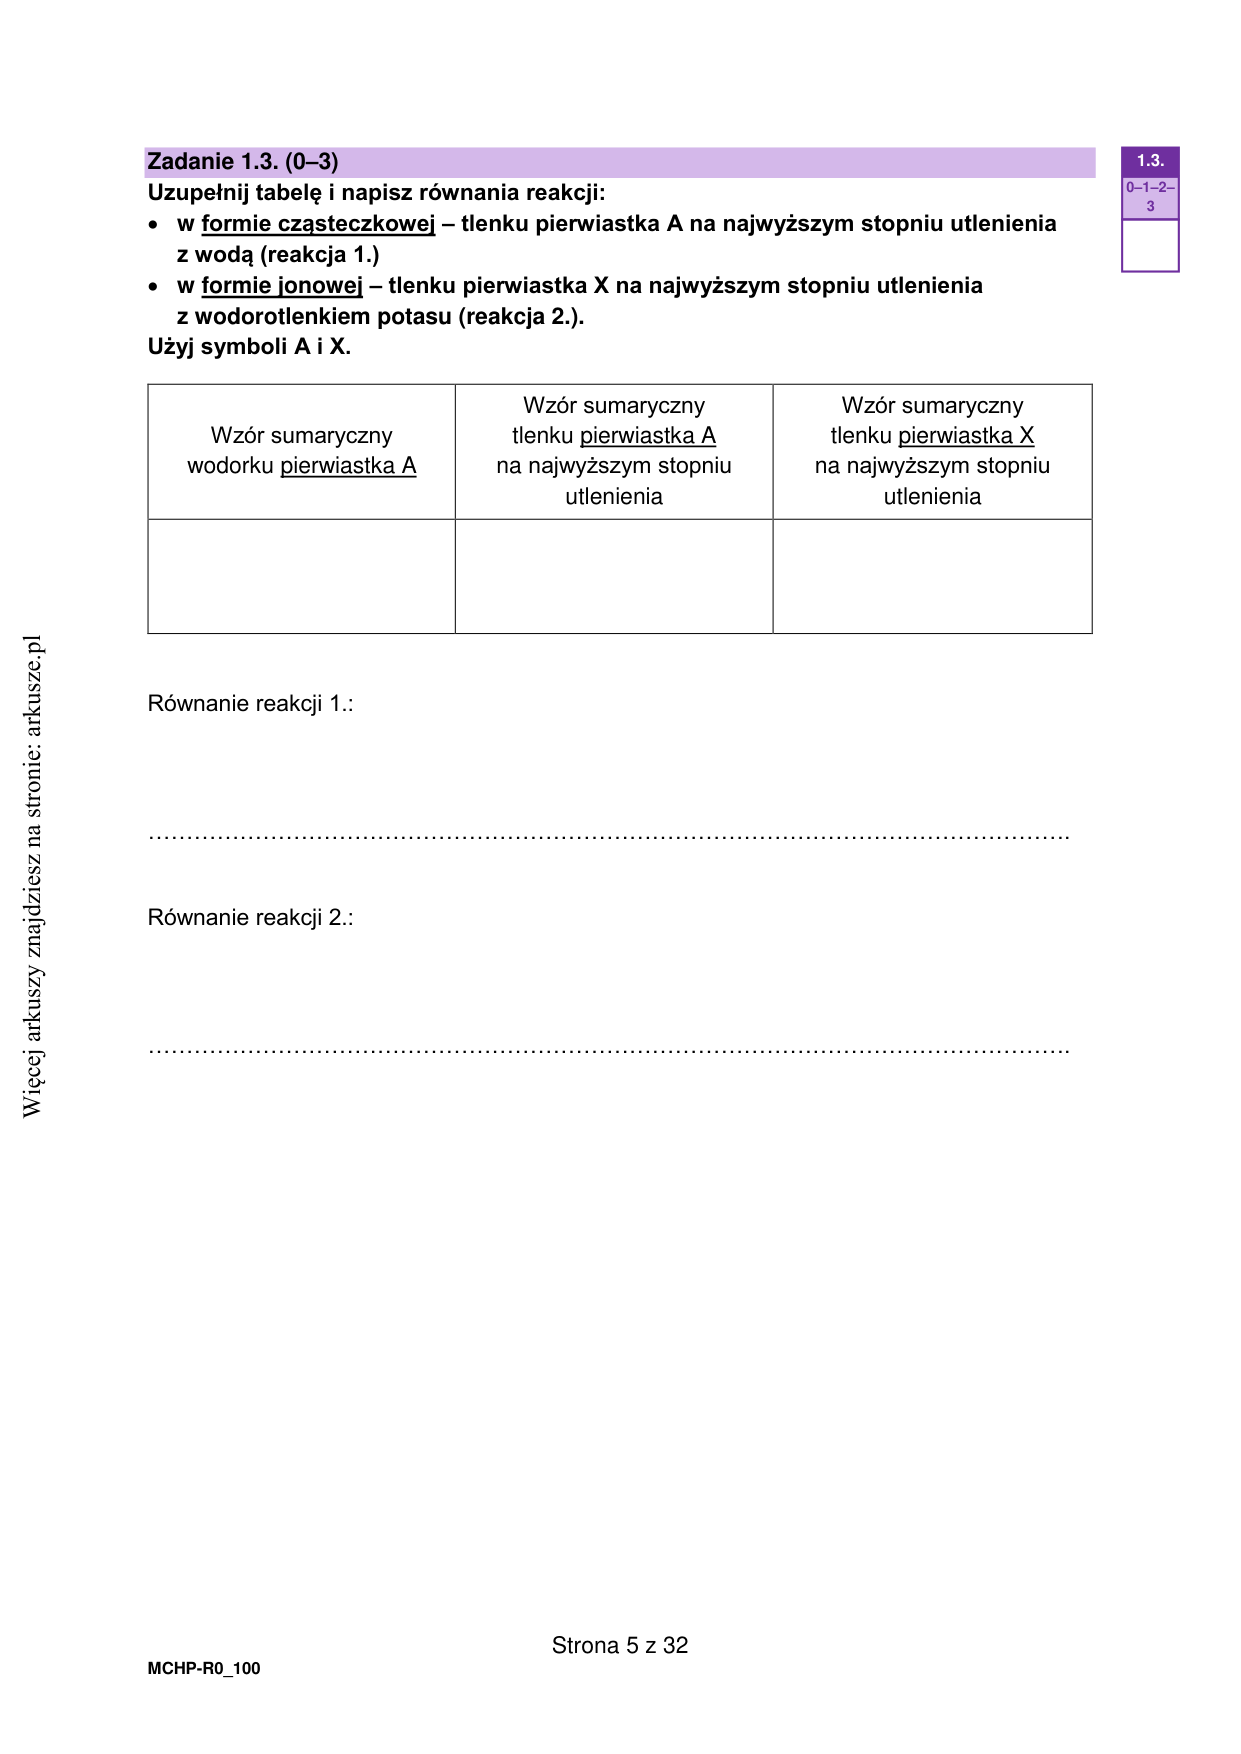 Zadanie 1.3. (0–3)
Uzupełnij tabelę i napisz równania reakcji:
• w formie cząsteczkowej – tlenku pierwiastka A na najwyższym stopniu utlenienia
z wodą (reakcja 1.)
• w formie jonowej – tlenku pierwiastka X na najwyższym stopniu utlenienia
z wodorotlenkiem potasu (reakcja 2.).
Użyj symboli A i X.
1.3.
0–1–2–
3
Wzór sumaryczny
wodorku pierwiastka A
Wzór sumaryczny
tlenku pierwiastka A
na najwyższym stopniu
utlenienia
Wzór sumaryczny
tlenku pierwiastka X
na najwyższym stopniu
utlenienia
Równanie reakcji 1.:
……………………………………………………………………………………………………….
Równanie reakcji 2.:
……………………………………………………………………………………………………….
Więcej arkuszy znajdziesz na stronie: arkusze.pl
Strona 5 z 32
MCHP-R0_100